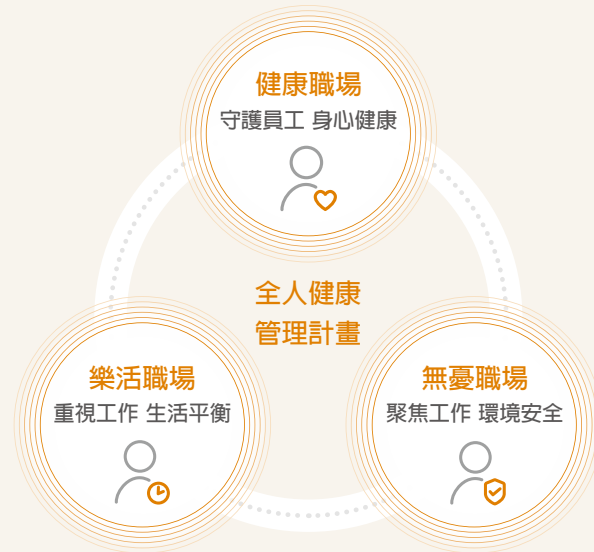 健康職場
守護員工 身心健康
全人健康
管理計畫
樂活職場
重視工作 生活平衡
無憂職場
聚焦工作 環境安全